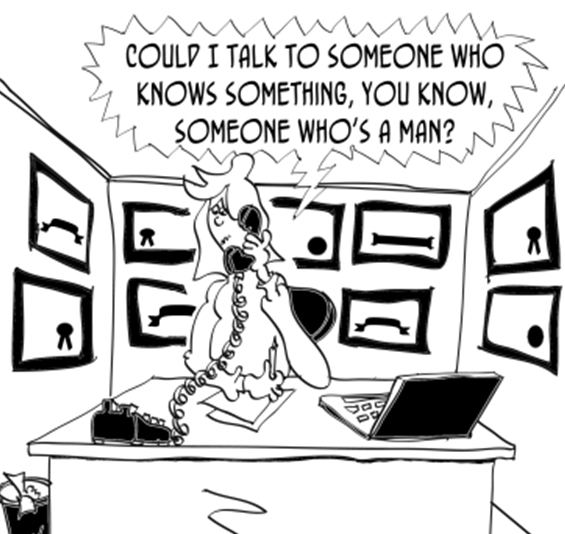 COULD I TALK TO SOMEONE WHO
KNOWS SOMETHING, YOU KNOW,
SOMEONE WHO'S A MAN?